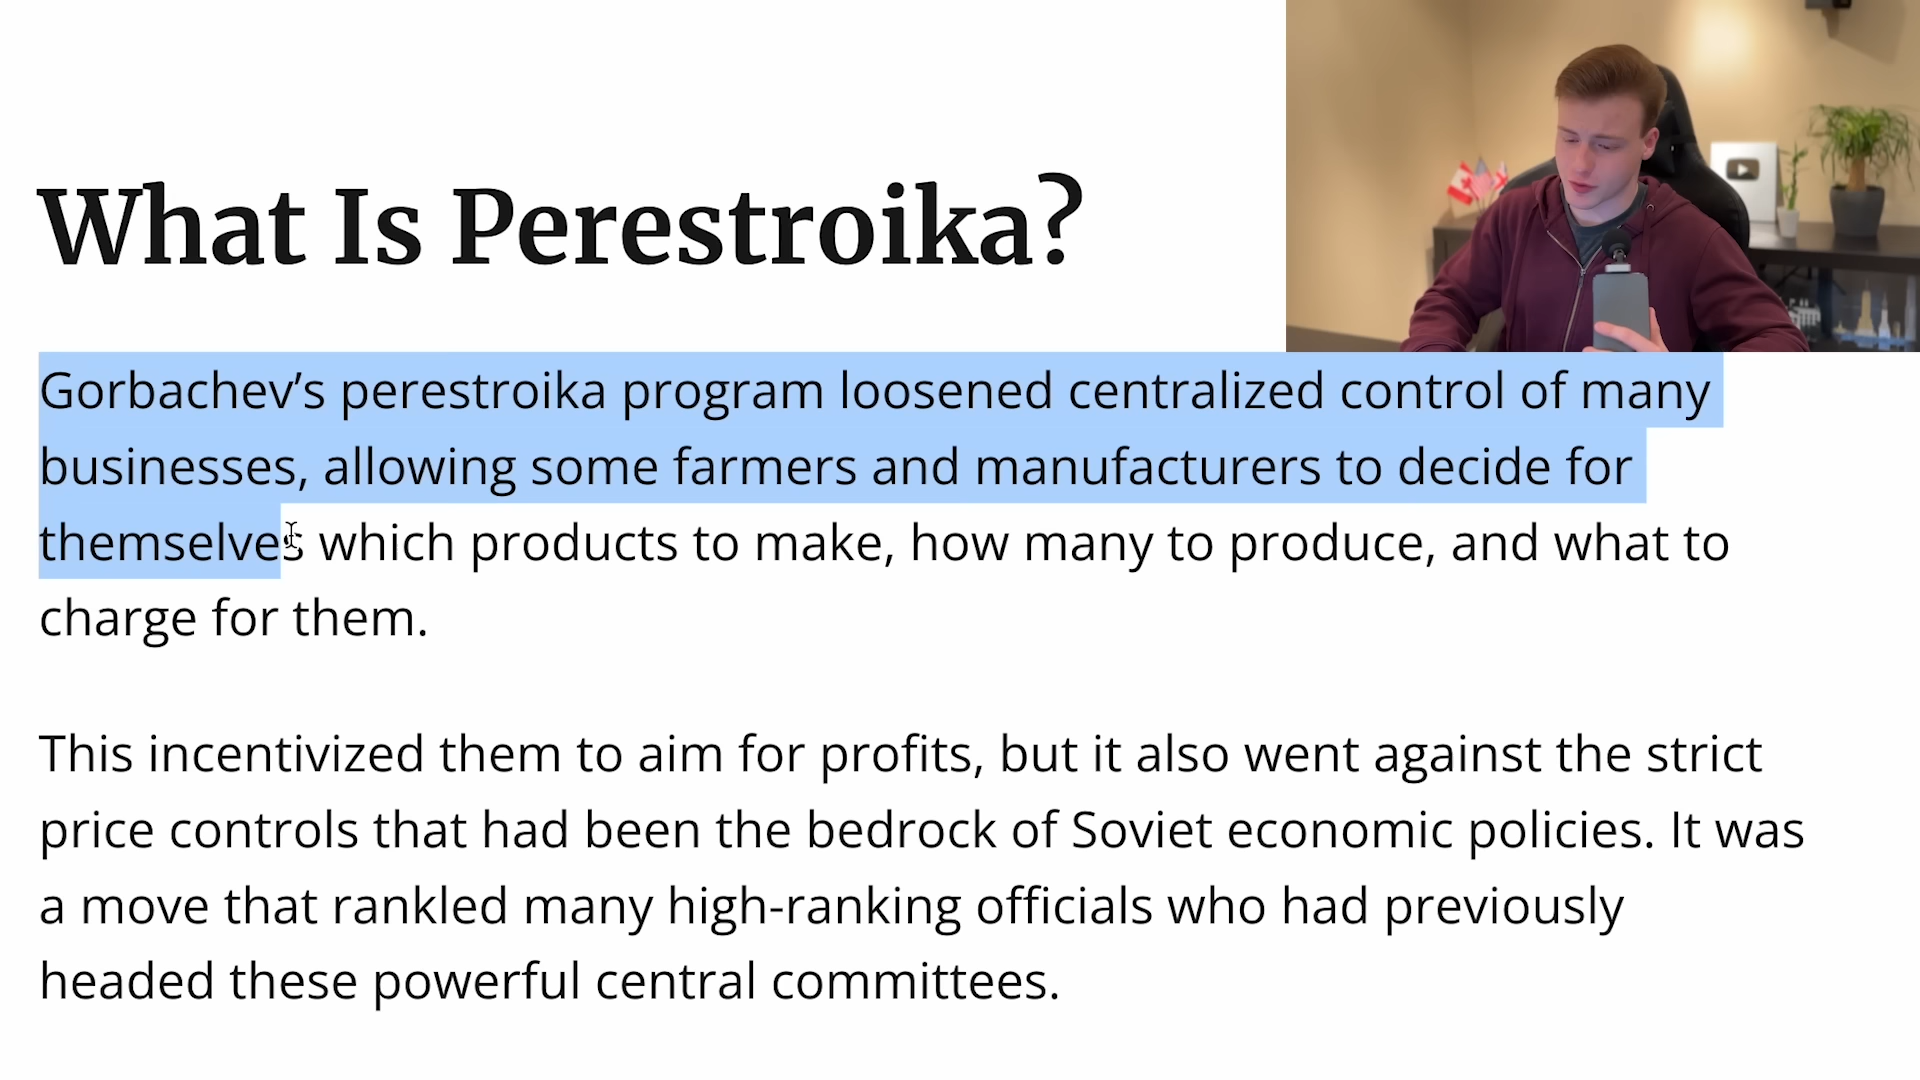 What Is Perestroika?
Gorbachev’s perestroika program loosened centralized control of many
businesses, allowing some farmers and manufacturers to decide for
themselves which products to make, how many to produce, and what to
charge for them.
This incentivized them to aim for profits, but it also went against the strict
price controls that had been the bedrock of Soviet economic policies. It was
a move that rankled many high-ranking officials who had previously
headed these powerful central committees.